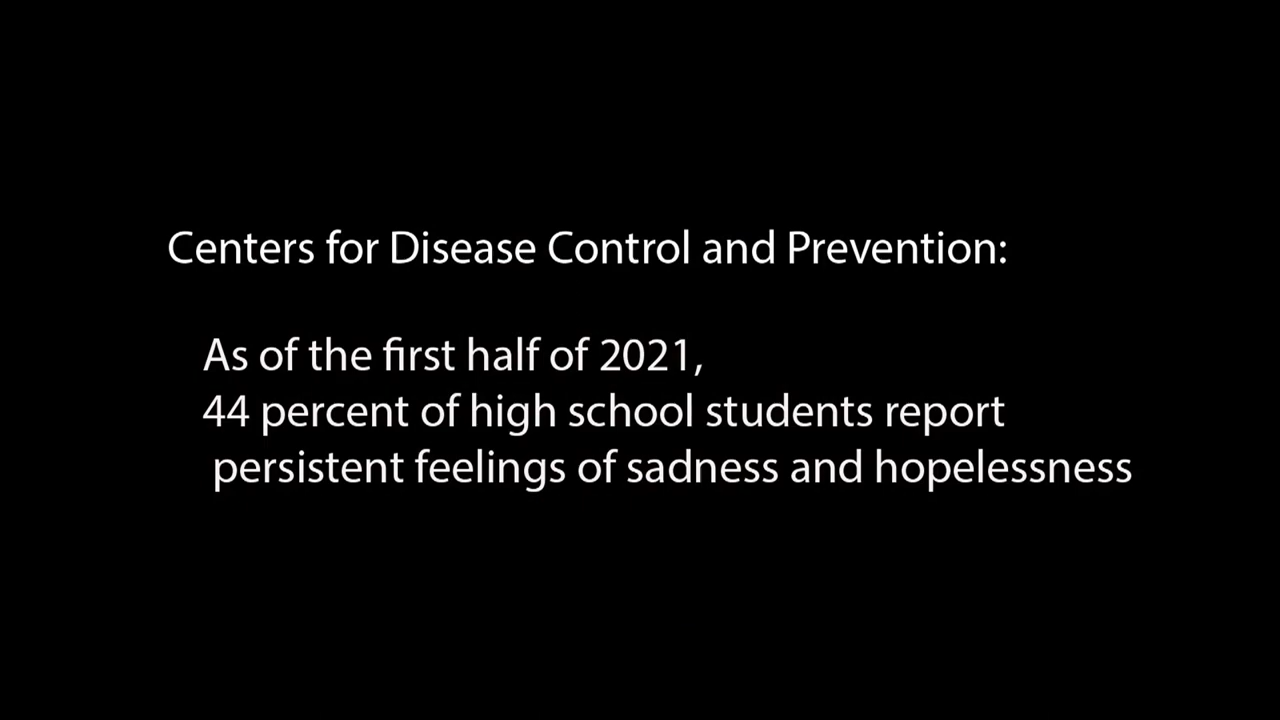 Centers for Disease Control and Prevention:
As of the first half of 2021,
44 percent of high school students report
persistent feelings of sadness and hopelessness